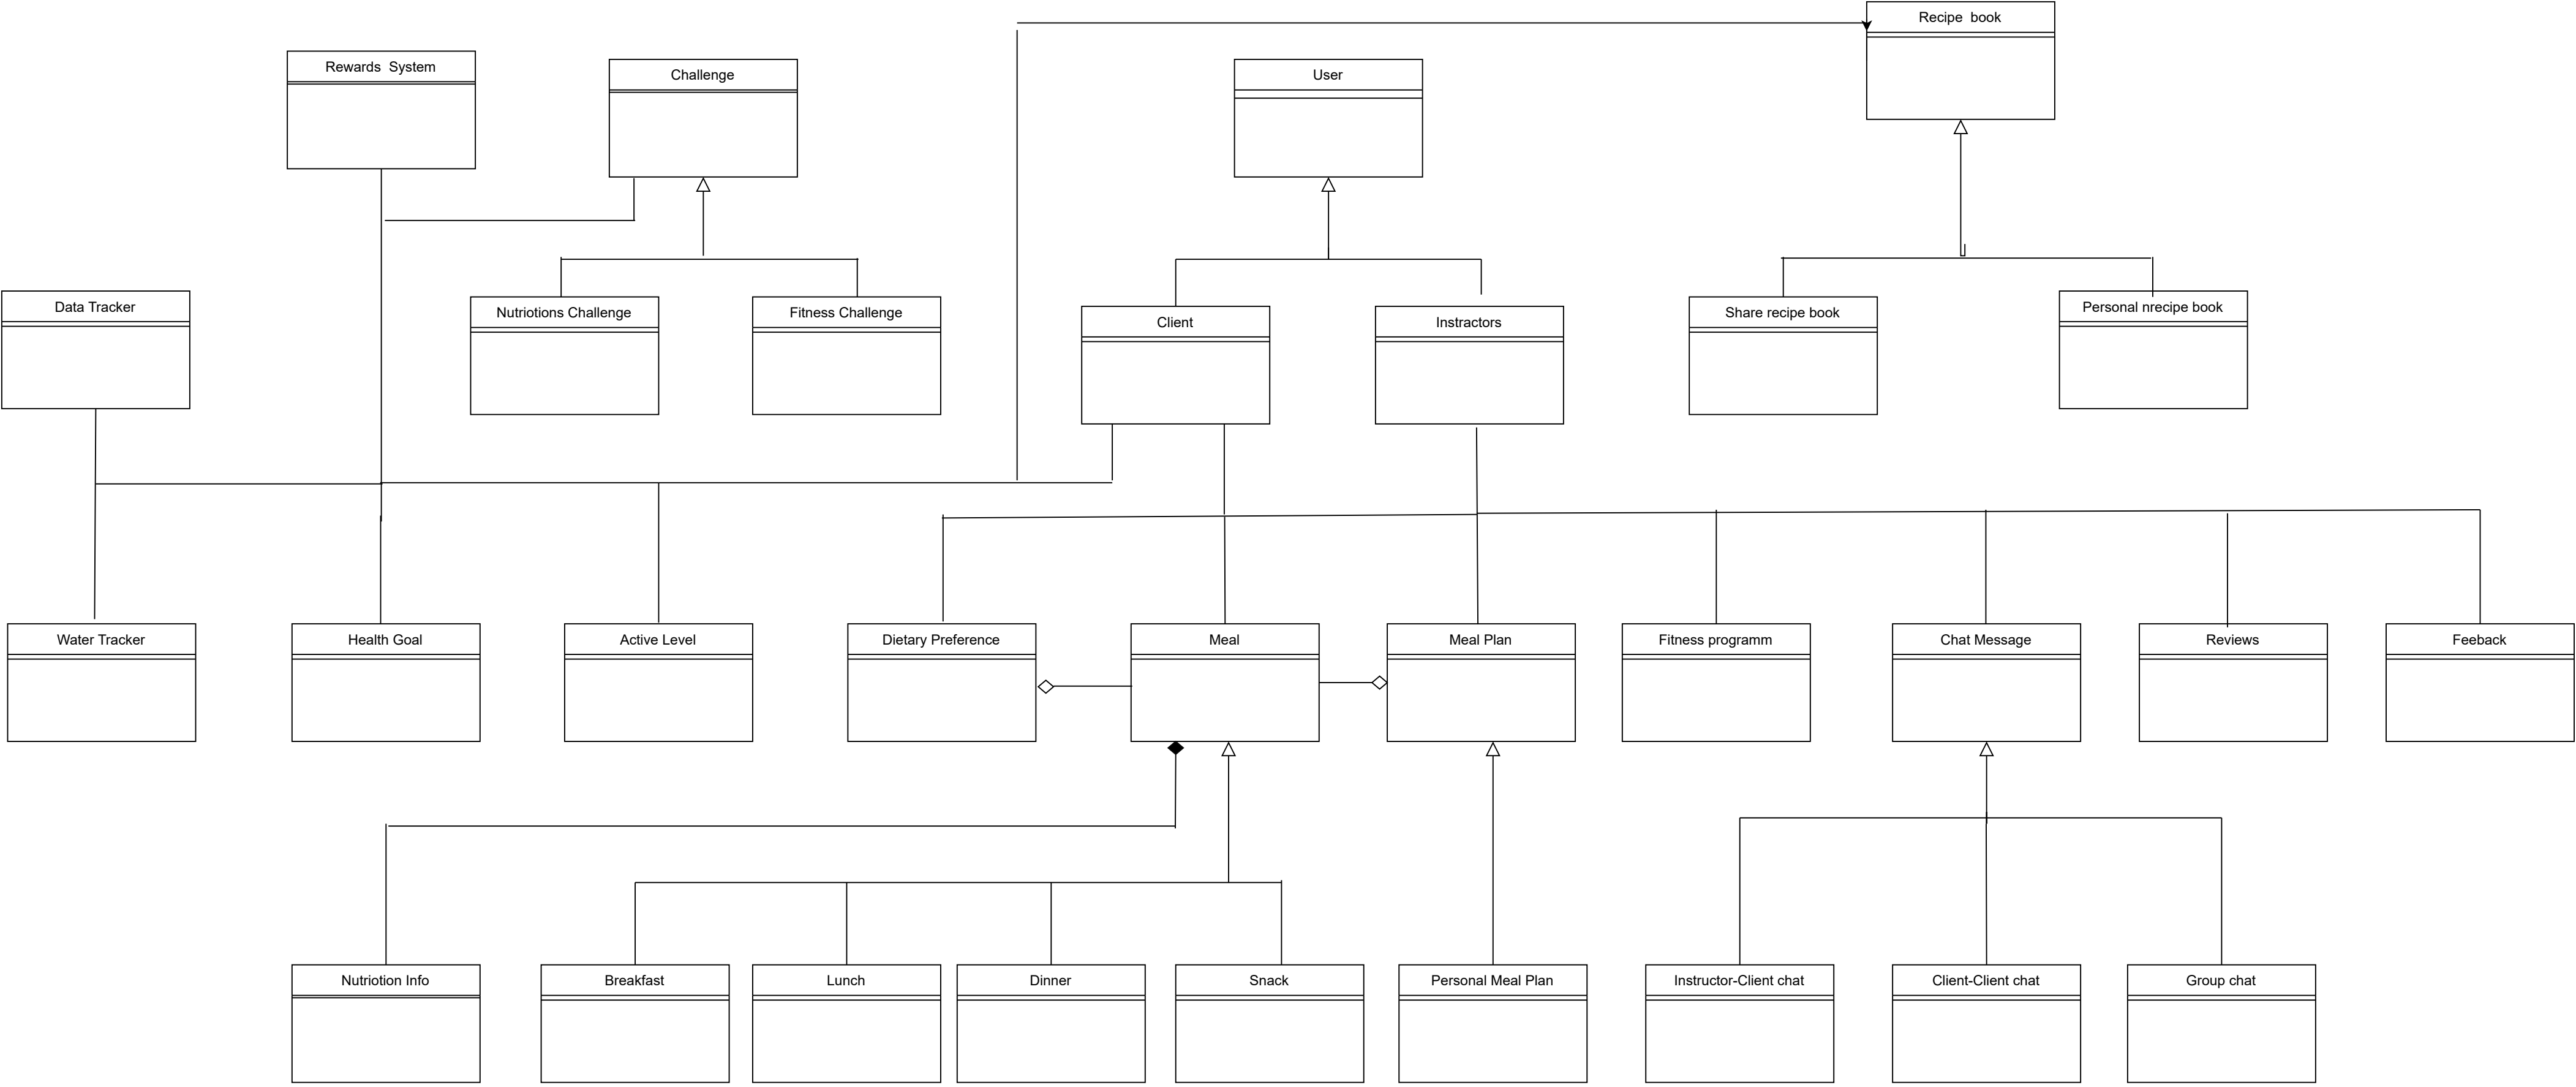 Recipe book
Rewards System
Challenge
User
Data Tracker
Nutriotions Challenge
Fitness Challenge
Client
Instractors
Share recipe book
Personal nrecipe book
Water Tracker
Health Goal
Active Level
Dietary Preference
Meal
Meal Plan
Fitness programm
Chat Message
Reviews
Feeback
Nutriotion Info
Breakfast
Lunch
Dinner
Snack
Personal Meal Plan
Instructor-Client chat
Client-Client chat
Group chat